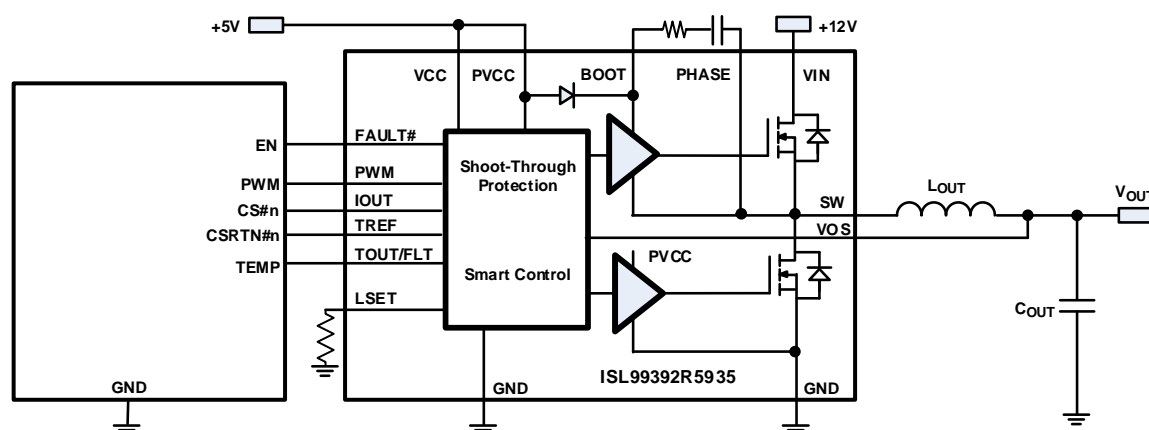 +5V
+12V
VCC
PVCC
BOOT
PHASE
VIN
EN
FAULT#
PWM
PWM
CS#n
IOUT
CSRTN#n
TREF
TEMP
TOUT/FLT
LSET
Shoot-Through
Protection
Smart Control
PVCC
SW
VOS
LOUT
VOUT
COUT
ISL99392R5935
GND
GND
GND